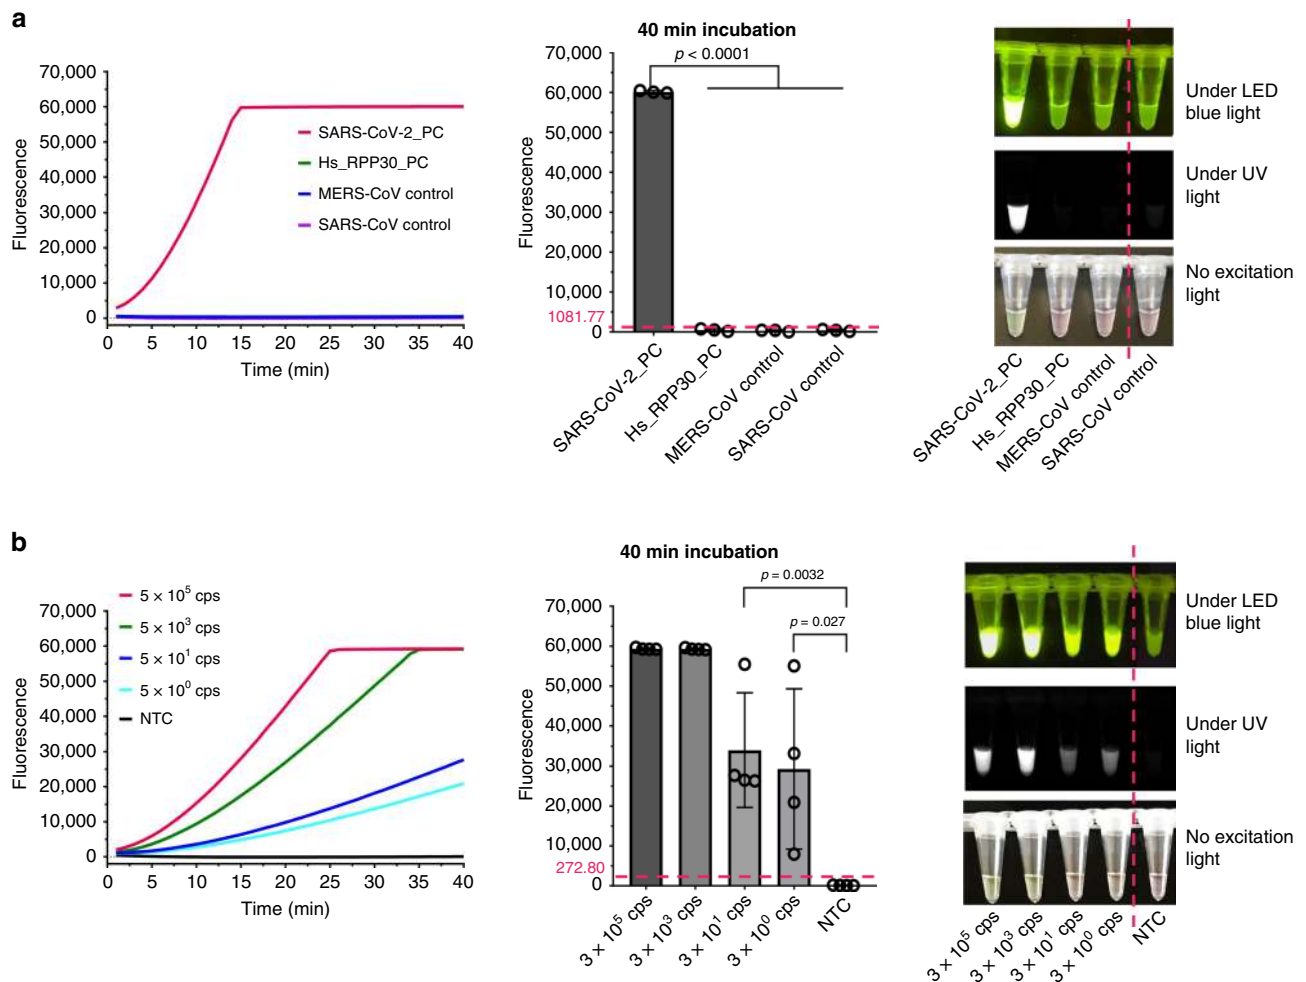 a
70,000
60,000
50,000
40,000
30,000
20,000
10,000
0
Fluorescence
0 5 10 15 20 25 30 35 40
Time (min)
SARS-CoV-2_PC
Hs_RPP30_PC
MERS-CoV control
SARS-CoV control
40 min incubation
p < 0.0001
70,000
60,000
50,000
40,000
30,000
20,000
10,000
1081.77
0
Fluorescence
SARS-CoV-2_PC
Hs_RPP30_PC
MERS-CoV control
SARS-CoV control
Under LED
blue light
Under UV
light
No excitation
light
SARS-CoV-2_PC
Hs_RPP30_PC
MERS-CoV control
SARS-CoV control
b
5 × 10⁵ cps
5 × 10³ cps
5 × 10¹ cps
5 × 10⁰ cps
NTC
70,000
60,000
50,000
40,000
30,000
20,000
10,000
0
Fluorescence
0 5 10 15 20 25 30 35 40
Time (min)
40 min incubation
p = 0.0032
p = 0.027
70,000
60,000
50,000
40,000
30,000
20,000
10,000
272.80
0
Fluorescence
3 × 10⁵ cps
3 × 10³ cps
3 × 10¹ cps
3 × 10⁰ cps
NTC
Under LED
blue light
Under UV
light
No excitation
light
3 × 10⁵ cps
3 × 10³ cps
3 × 10¹ cps
3 × 10⁰ cps
NTC